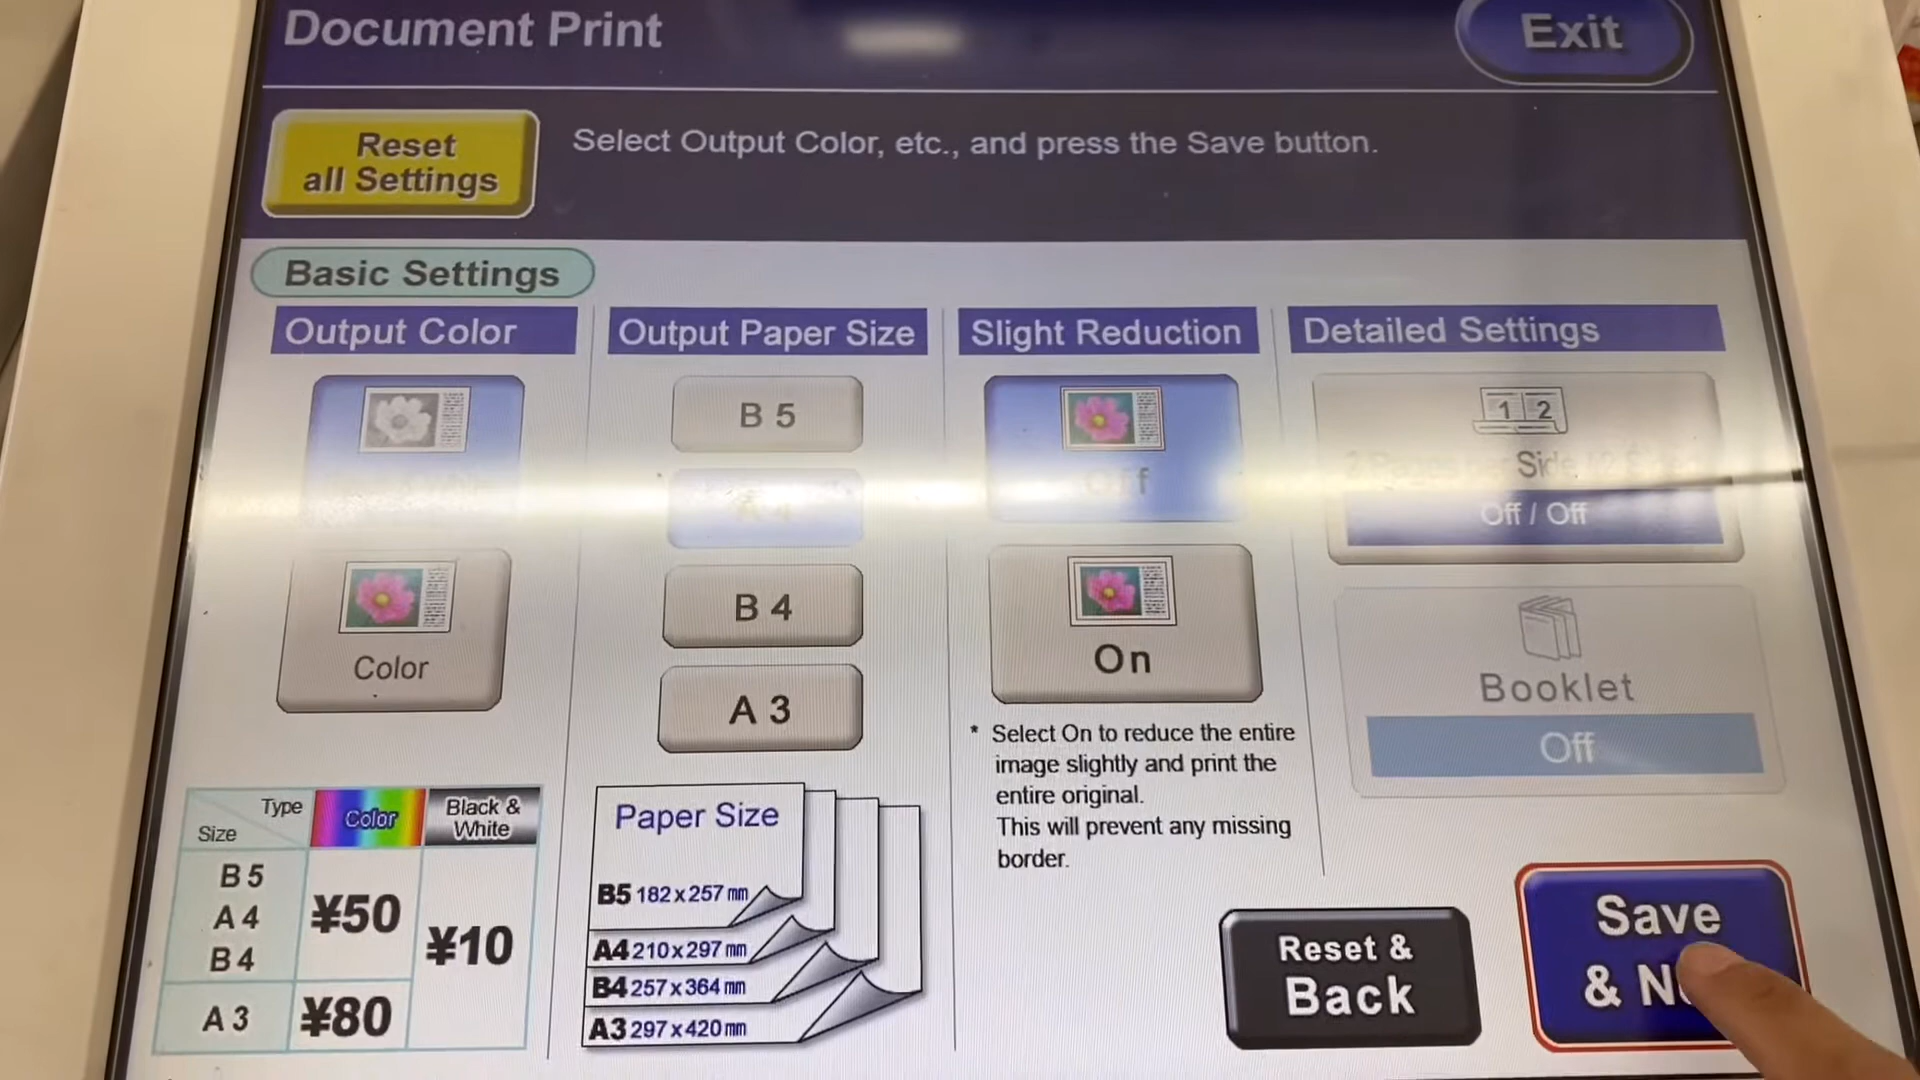 Document Print
Exit
Reset
all Settings
Select Output Color, etc., and press the Save button.
Basic Settings
Output Color
Output Paper Size
Slight Reduction
Detailed Settings
B 5
A 4
Off
1 2
Side
Off / Off
Color
B 4
A 3
On
Booklet
Off
* Select On to reduce the entire
image slightly and print the
entire original.
This will prevent any missing
border.
Type
Size
Color
Black &
White
B 5
A 4
B 4
¥50
¥10
A 3
¥80
Paper Size
B5 182 x 257 mm
A4 210 x 297 mm
B4 257 x 364 mm
A3 297 x 420 mm
Reset &
Back
Save
&